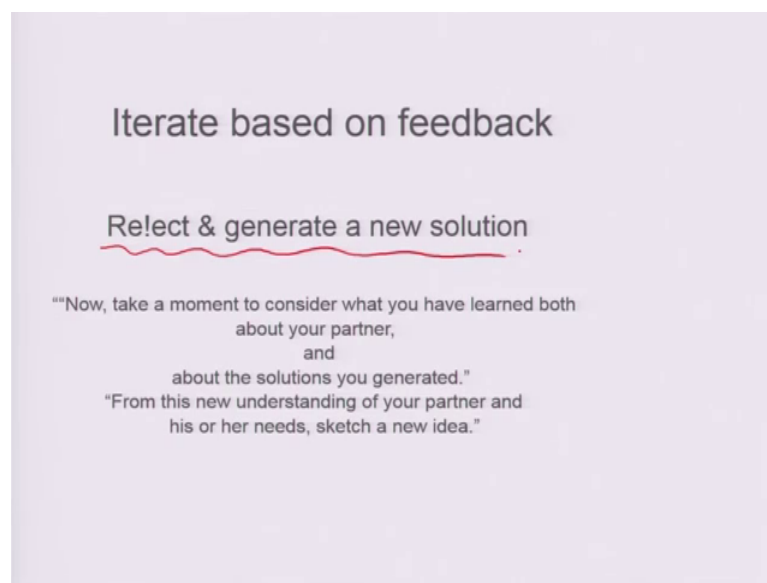 Iterate based on feedback
Re!ect & generate a new solution
““Now, take a moment to consider what you have learned both
about your partner,
and
about the solutions you generated.”
“From this new understanding of your partner and
his or her needs, sketch a new idea.”